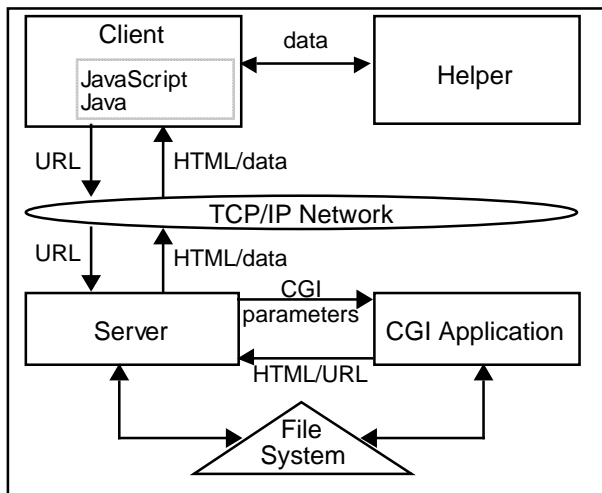 Client
data
JavaScript
Java
Helper
URL
HTML/data
TCP/IP Network
URL
HTML/data
CGI
parameters
Server
CGI Application
HTML/URL
File
System